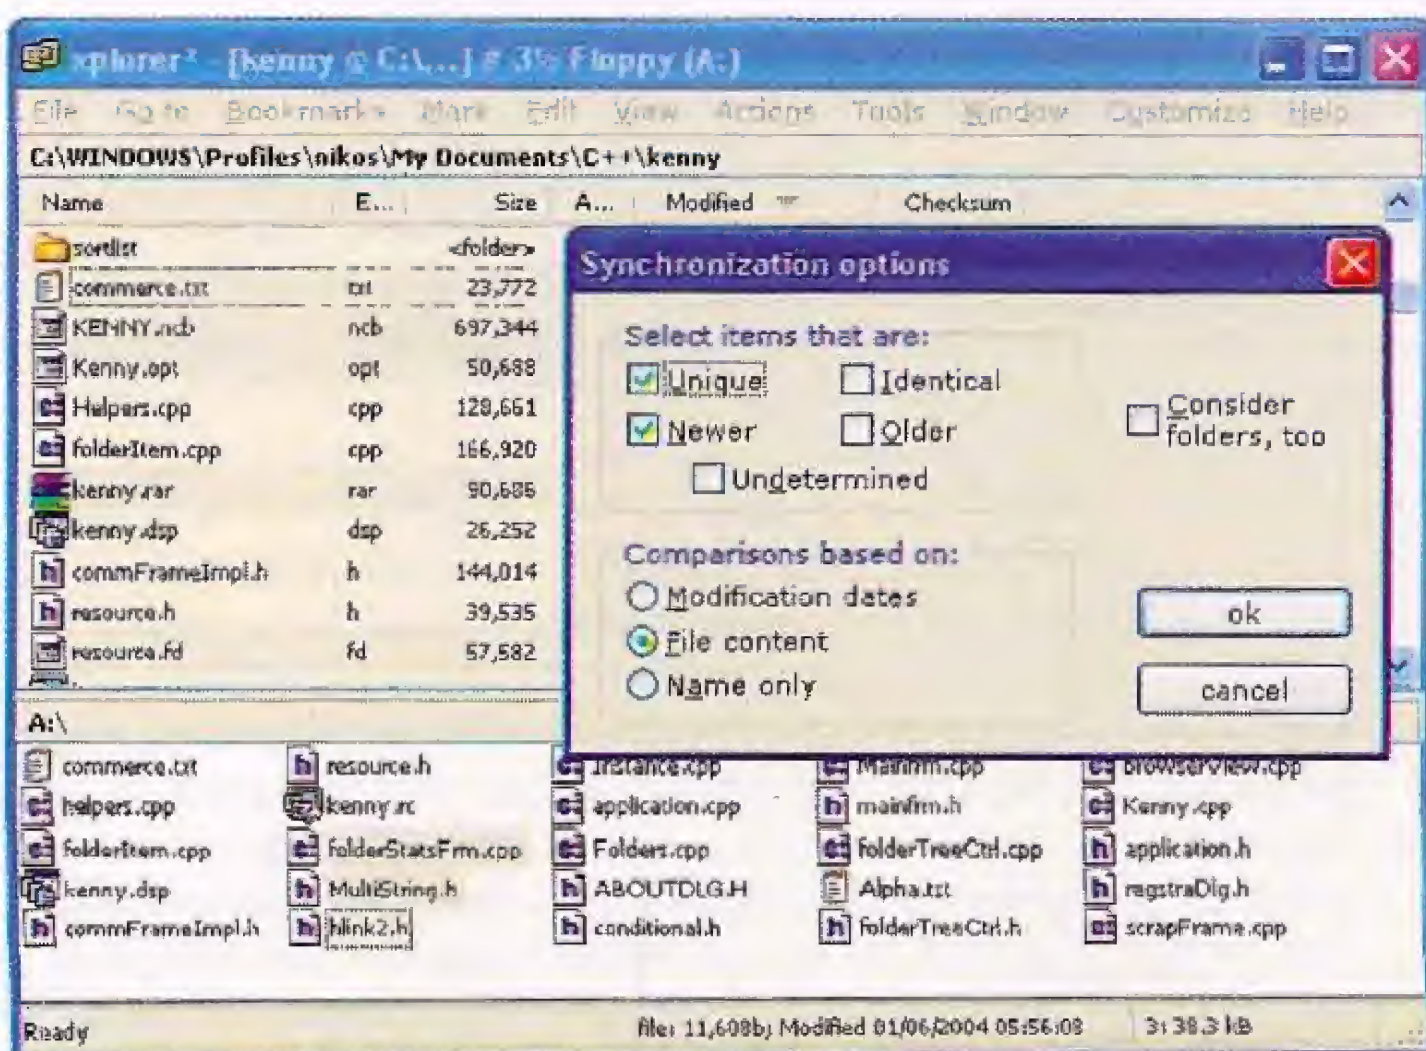 xplorer² - [kenny @ C:\...] # 3½ Floppy (A:)
File Go to Bookmarks Mark Edit View Actions Tools Window Customize Help
C:\WINDOWS\Profiles\nikos\My Documents\C++\kenny
Name E... Size A... Modified Checksum
sortlist <folder>
commerce.txt txt 23,772
KENNY.ncb ncb 697,344
Kenny.opt opt 50,688
Helpers.cpp cpp 128,661
folderItem.cpp cpp 166,920
kenny.rar rar 90,686
kenny.dsp dsp 26,252
commFrameImpl.h h 144,014
resource.h h 39,535
resource.fd fd 57,582
Synchronization options
Select items that are:
Unique Identical
Newer Older
Undetermined
Consider
folders, too
Comparisons based on:
Modification dates
File content
Name only
ok
cancel
A:\
commerce.txt resource.h Instance.cpp Mainfrm.cpp browserView.cpp
helpers.cpp kenny.rc application.cpp mainfrm.h Kenny.cpp
folderItem.cpp folderStatsFrm.cpp Folders.cpp folderTreeCtrl.cpp application.h
kenny.dsp MultiString.h ABOUTDLG.H Alpha.txt regstraDlg.h
commFrameImpl.h hlink2.h conditional.h folderTreeCtrl.h scrapFrame.cpp
Ready file: 11,608b; Modified 01/06/2004 05:56:08 3: 38.3 kB